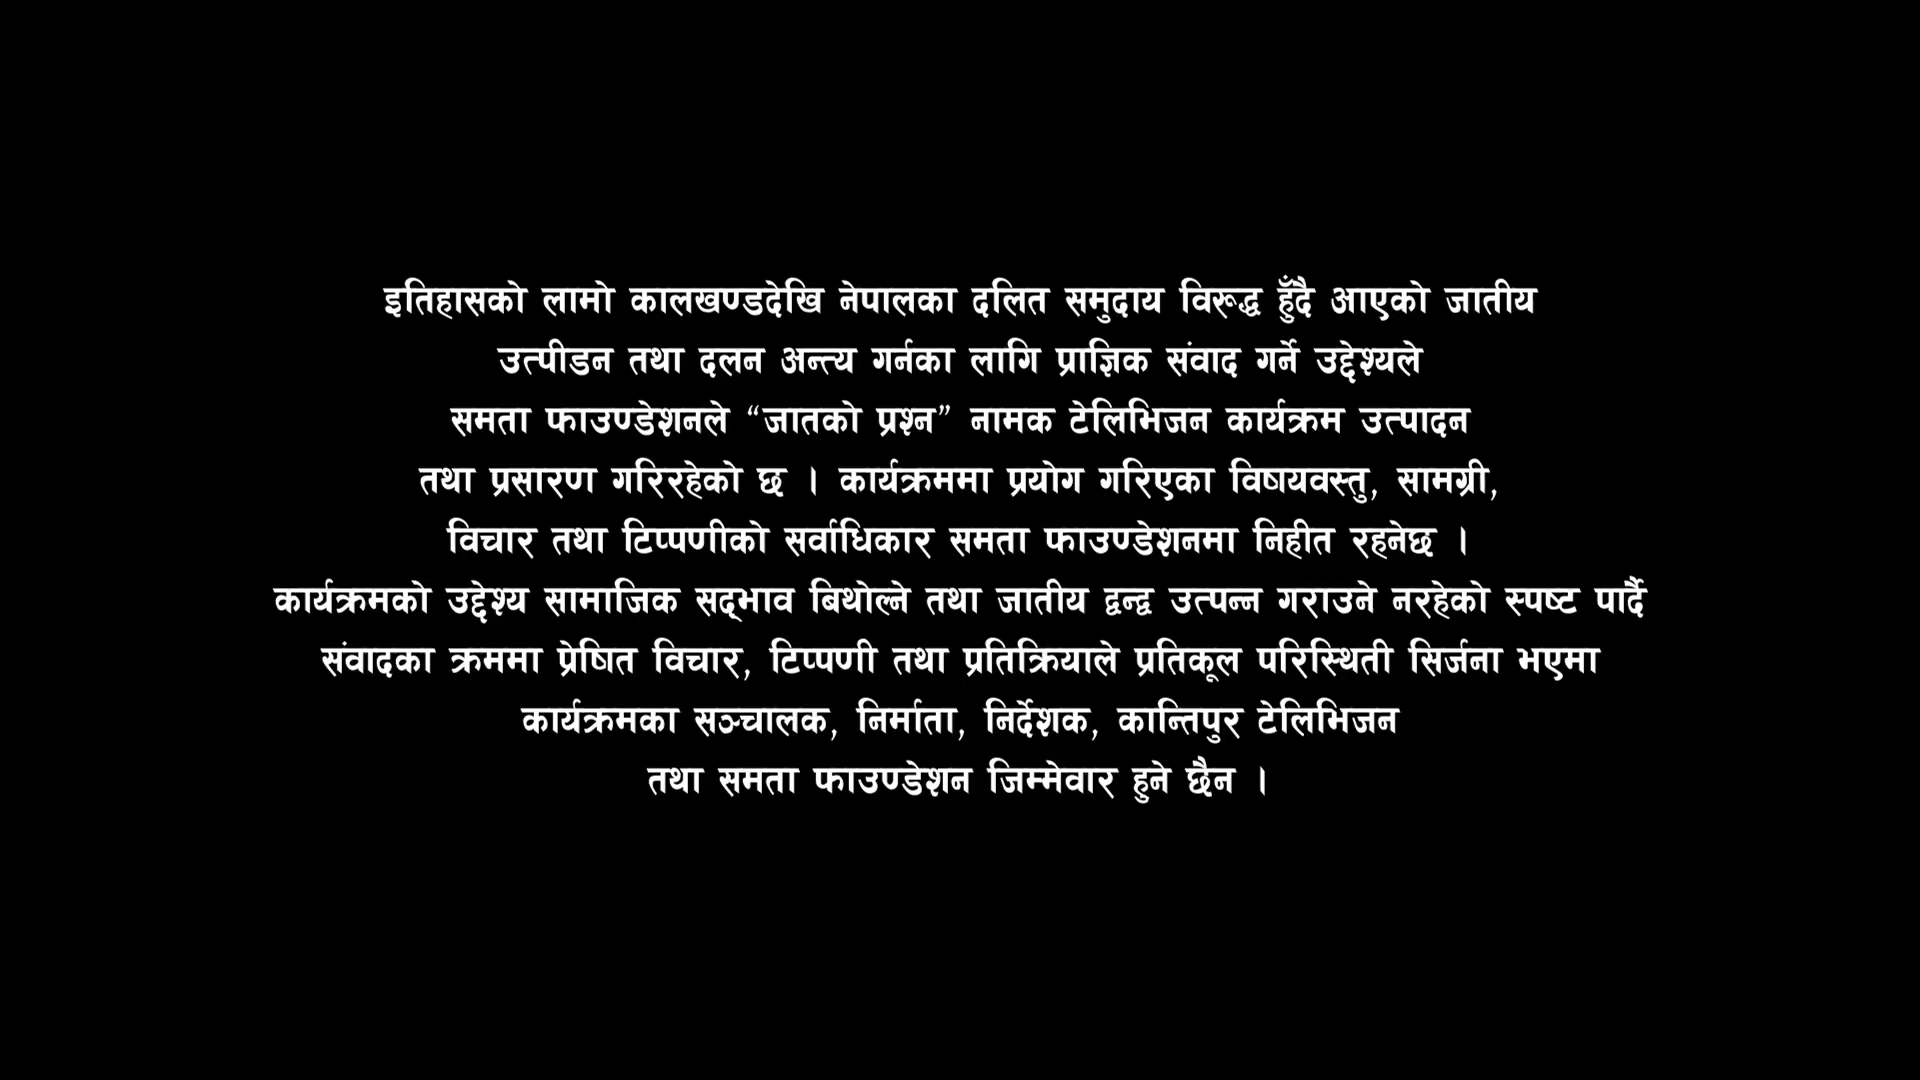 इतिहासको लामो कालखण्डदेखि नेपालका दलित समुदाय विरूद्ध हुँदै आएको जातीय
उत्पीडन तथा दलन अन्त्य गर्नका लागि प्राज्ञिक संवाद गर्ने उद्देश्यले
समता फाउण्डेशनले “जातको प्रश्न” नामक टेलिभिजन कार्यक्रम उत्पादन
तथा प्रसारण गरिरहेको छ । कार्यक्रममा प्रयोग गरिएका विषयवस्तु, सामग्री,
विचार तथा टिप्पणीको सर्वाधिकार समता फाउण्डेशनमा निहीत रहनेछ ।
कार्यक्रमको उद्देश्य सामाजिक सद्‌भाव बिथोल्ने तथा जातीय द्वन्द्व उत्पन्न गराउने नरहेको स्पष्ट पार्दै
संवादका क्रममा प्रेषित विचार, टिप्पणी तथा प्रतिक्रियाले प्रतिकूल परिस्थिती सिर्जना भएमा
कार्यक्रमका सञ्चालक, निर्माता, निर्देशक, कान्तिपुर टेलिभिजन
तथा समता फाउण्डेशन जिम्मेवार हुने छैन ।